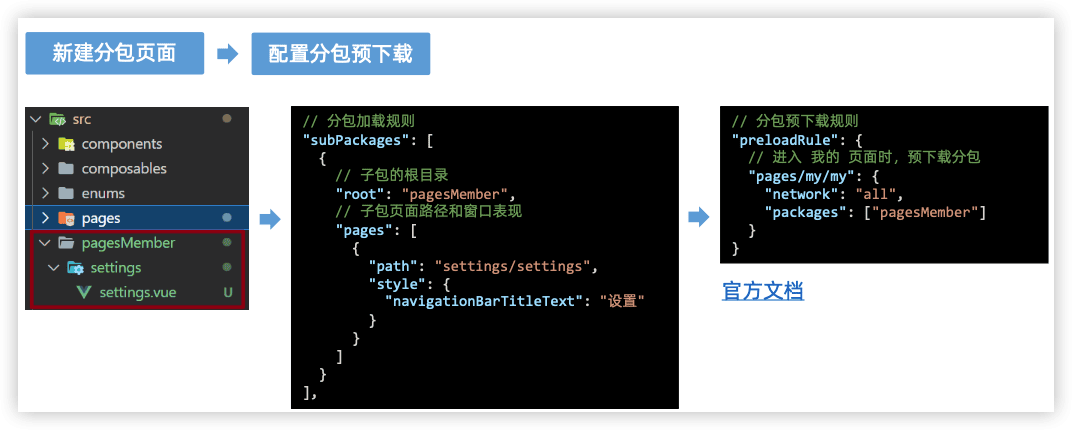 新建分包页面
配置分包预下载
src
components
composables
enums
pages
pagesMember
settings
settings.vue U
// 分包加载规则
"subPackages": [
{
// 子包的根目录
"root": "pagesMember",
// 子包页面路径和窗口表现
"pages": [
{
"path": "settings/settings",
"style": {
"navigationBarTitleText": "设置"
}
}
]
}
],
// 分包预下载规则
"preloadRule": {
// 进入 我的 页面时，预下载分包
"pages/my/my": {
"network": "all",
"packages": ["pagesMember"]
}
}
官方文档